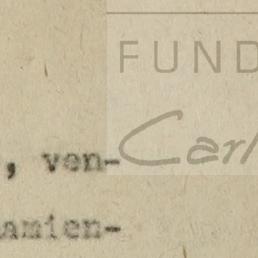 FUND
Carl
, ven-
amien-